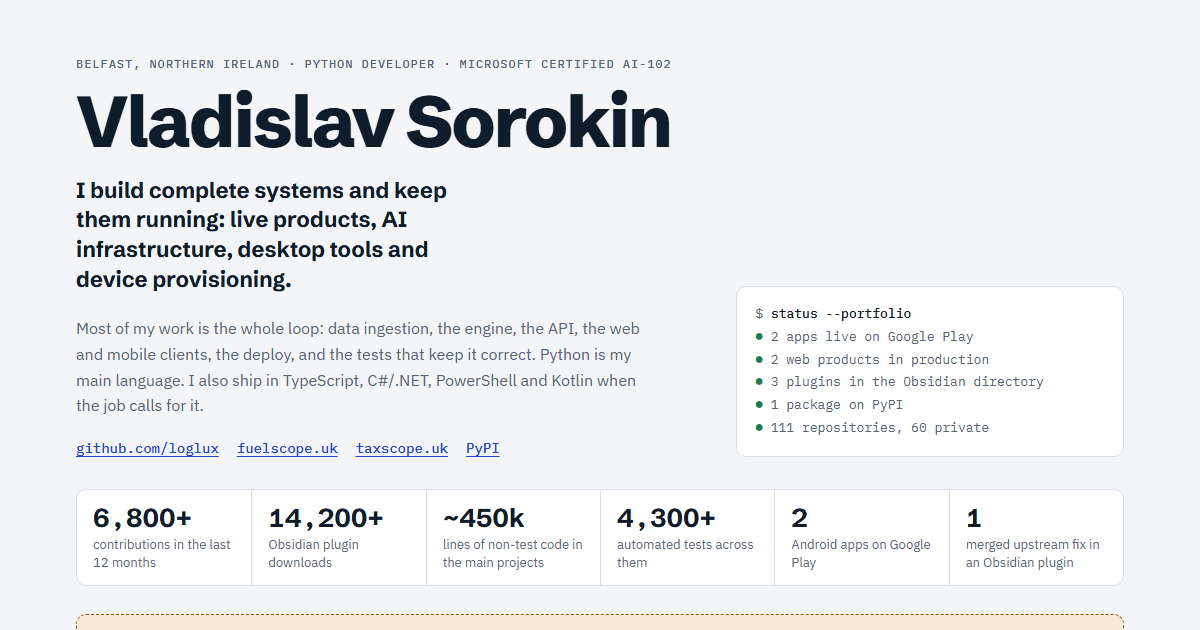 BELFAST, NORTHERN IRELAND · PYTHON DEVELOPER · MICROSOFT CERTIFIED AI-102
Vladislav Sorokin
I build complete systems and keep
them running: live products, AI
infrastructure, desktop tools and
device provisioning.
Most of my work is the whole loop: data ingestion, the engine, the API, the web
and mobile clients, the deploy, and the tests that keep it correct. Python is my
main language. I also ship in TypeScript, C#/.NET, PowerShell and Kotlin when
the job calls for it.
github.com/loglux fuelscope.uk taxscope.uk PyPI
$ status --portfolio
● 2 apps live on Google Play
● 2 web products in production
● 3 plugins in the Obsidian directory
● 1 package on PyPI
● 111 repositories, 60 private
6,800+
contributions in the last
12 months
14,200+
Obsidian plugin
downloads
~450k
lines of non-test code in
the main projects
4,300+
automated tests across
them
2
Android apps on Google
Play
1
merged upstream fix in
an Obsidian plugin